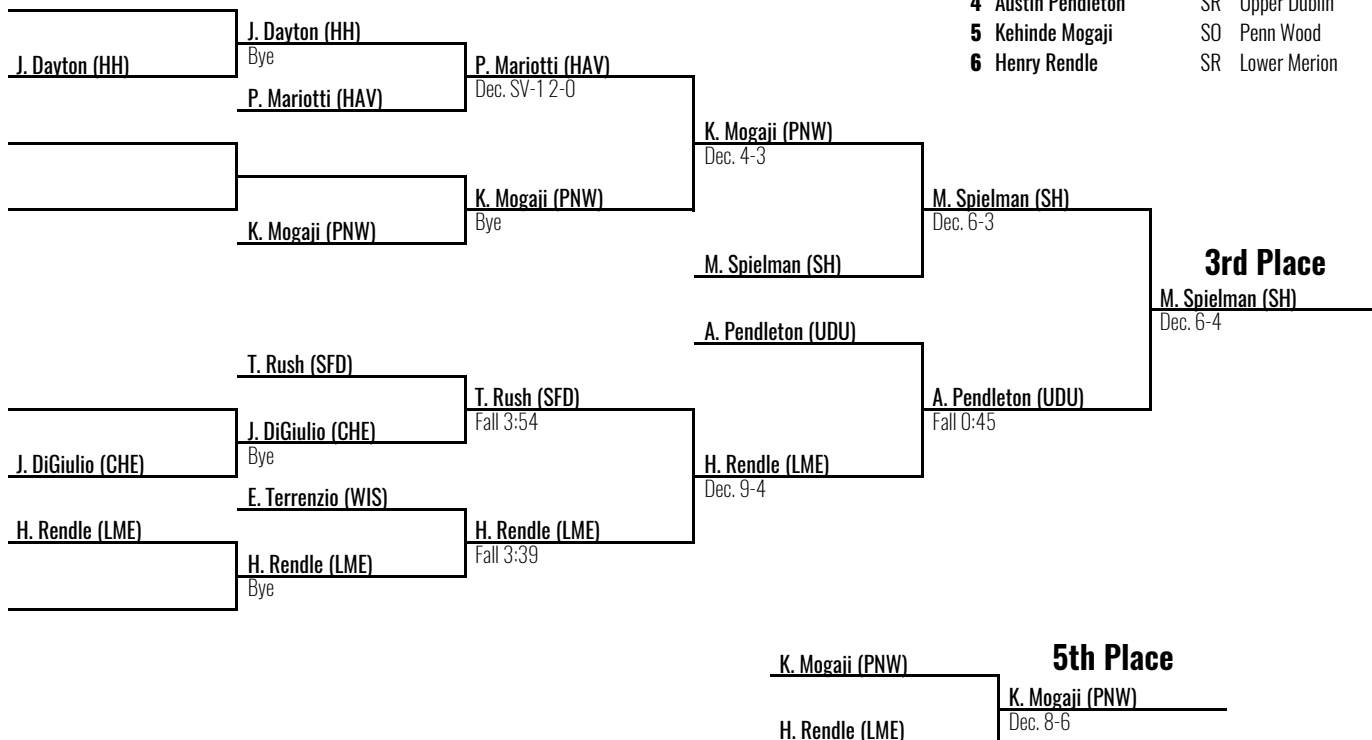 4 Austin Pendleton SR Upper Dublin
5 Kehinde Mogaji SO Penn Wood
6 Henry Rendle SR Lower Merion
J. Dayton (HH)
J. Dayton (HH)
Bye
P. Mariotti (HAV)
P. Mariotti (HAV)
Dec. SV-1 2-0
K. Mogaji (PNW)
K. Mogaji (PNW)
Bye
K. Mogaji (PNW)
Dec. 4-3
M. Spielman (SH)
M. Spielman (SH)
Dec. 6-3
3rd Place
M. Spielman (SH)
Dec. 6-4
A. Pendleton (UDU)
A. Pendleton (UDU)
Fall 0:45
T. Rush (SFD)
T. Rush (SFD)
Fall 3:54
J. DiGiulio (CHE)
J. DiGiulio (CHE)
Bye
H. Rendle (LME)
Dec. 9-4
E. Terrenzio (WIS)
H. Rendle (LME)
H. Rendle (LME)
Fall 3:39
H. Rendle (LME)
Bye
5th Place
K. Mogaji (PNW)
K. Mogaji (PNW)
Dec. 8-6
H. Rendle (LME)